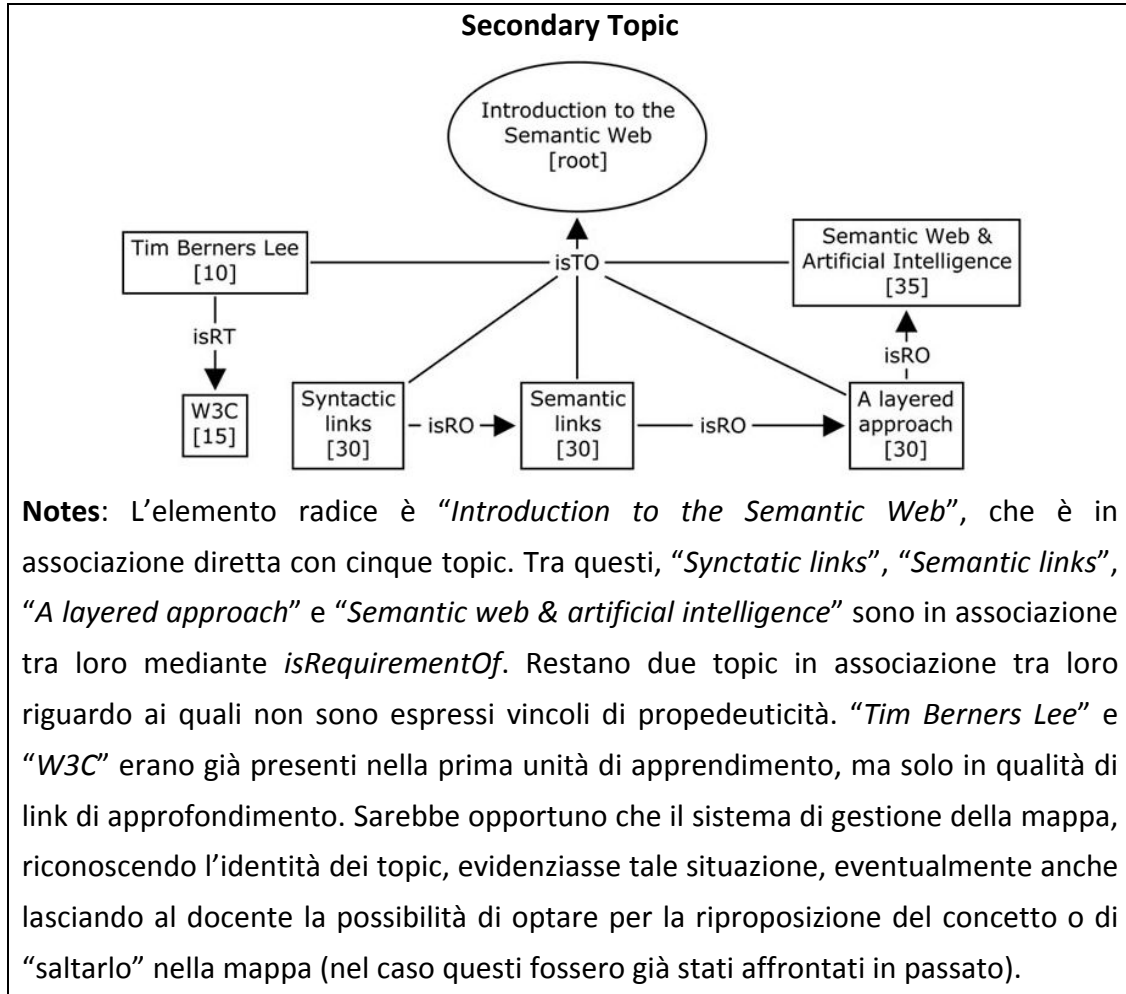 Secondary Topic
Introduction to the
Semantic Web
[root]
Tim Berners Lee
[10]
isTO
Semantic Web &
Artificial Intelligence
[35]
isRT
isRO
W3C
[15]
Syntactic
links
[30]
isRO
Semantic
links
[30]
isRO
A layered
approach
[30]
Notes: L’elemento radice è “Introduction to the Semantic Web”, che è in
associazione diretta con cinque topic. Tra questi, “Synctatic links”, “Semantic links”,
“A layered approach” e “Semantic web & artificial intelligence” sono in associazione
tra loro mediante isRequirementOf. Restano due topic in associazione tra loro
riguardo ai quali non sono espressi vincoli di propedeuticità. “Tim Berners Lee” e
“W3C” erano già presenti nella prima unità di apprendimento, ma solo in qualità di
link di approfondimento. Sarebbe opportuno che il sistema di gestione della mappa,
riconoscendo l’identità dei topic, evidenziasse tale situazione, eventualmente anche
lasciando al docente la possibilità di optare per la riproposizione del concetto o di
“saltarlo” nella mappa (nel caso questi fossero già stati affrontati in passato).